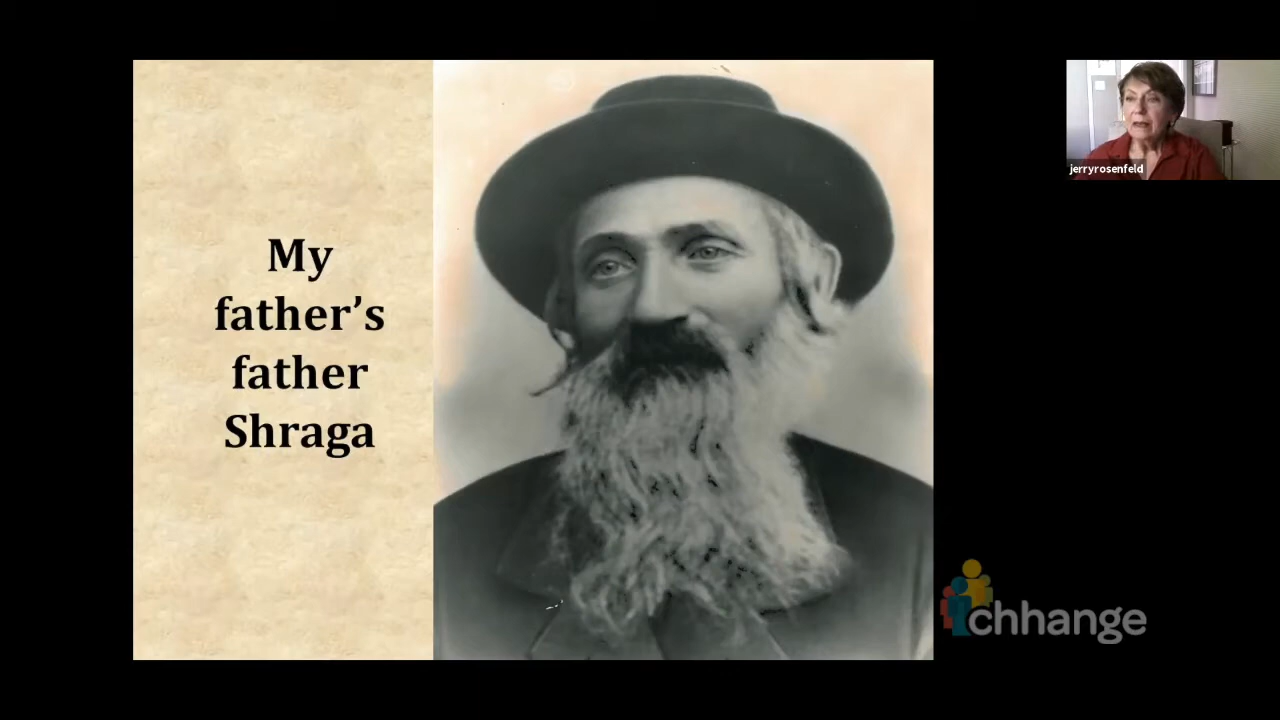 My
father’s
father
Shraga
jerryrosenfeld
chhange